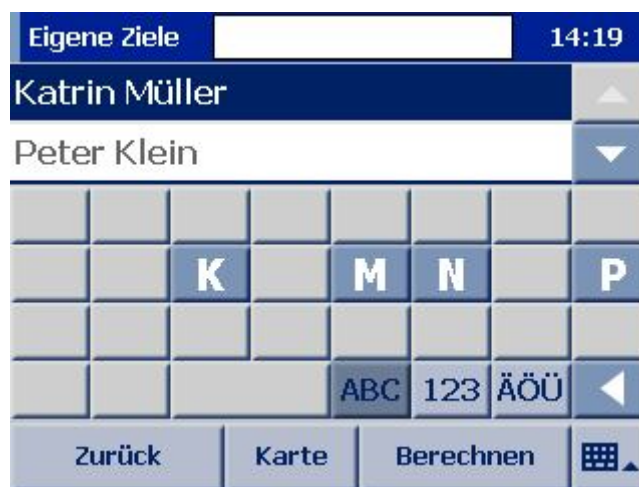 Eigene Ziele 14:19
Katrin Müller
Peter Klein
K M N P
ABC 123 ÄÖÜ
Zurück Karte Berechnen